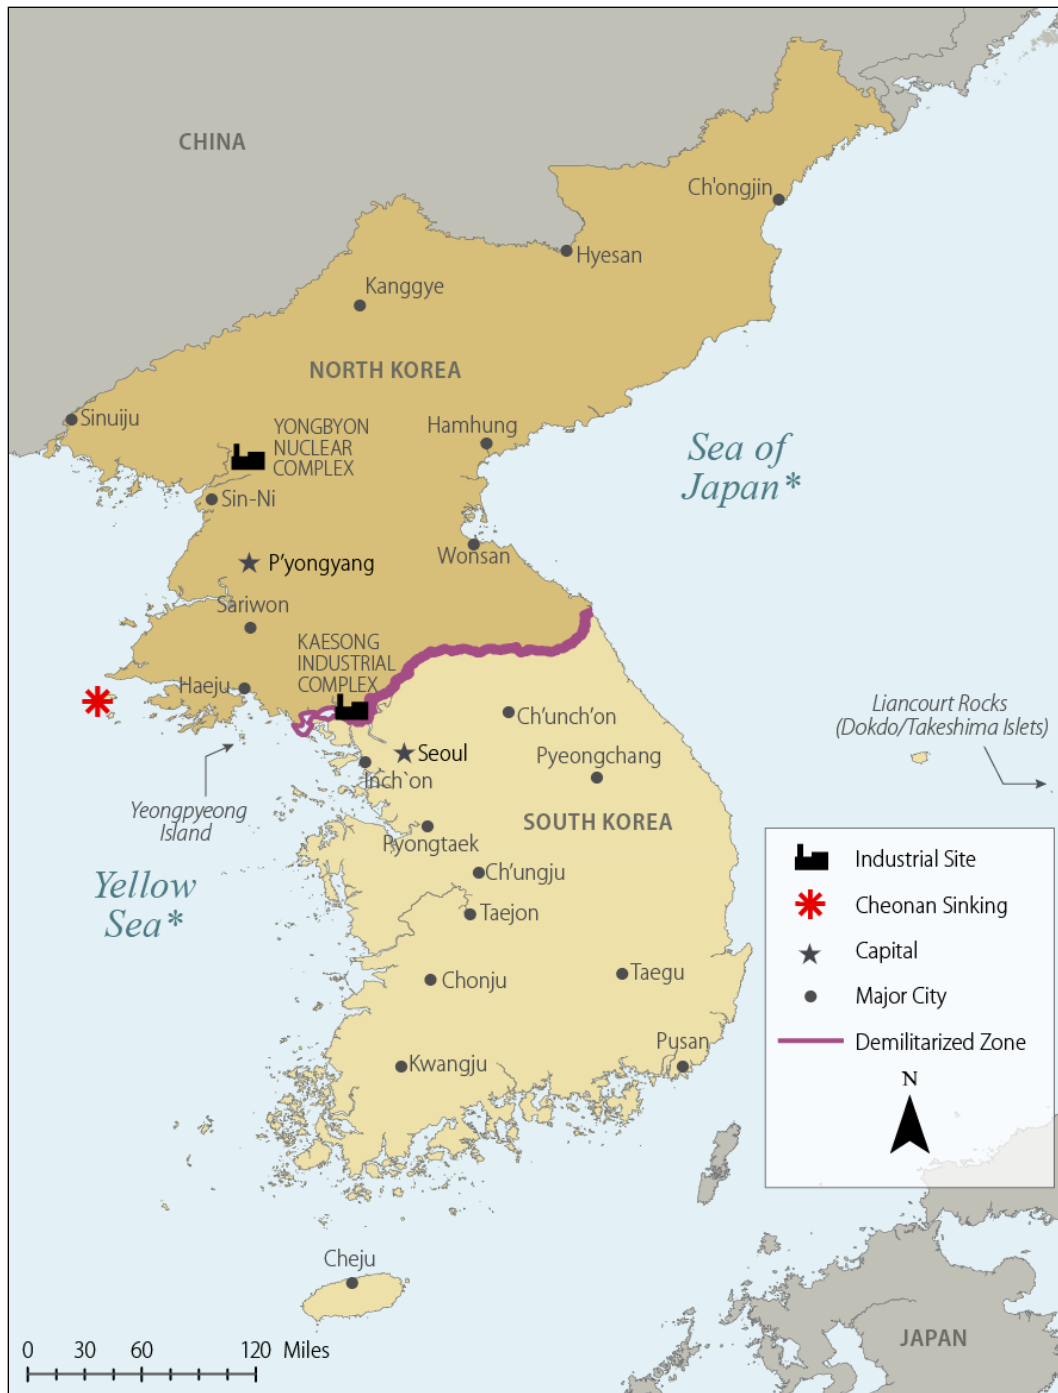 CHINA
Ch'ongjin
Hyesan
Kanggye
NORTH KOREA
Sinuiju
YONGBYON
NUCLEAR
COMPLEX
Hamhung
Sea of
Japan*
Sin-Ni
Wonsan
P'yongyang
Sariwon
KAESONG
INDUSTRIAL
COMPLEX
Haeju
Ch'unch'on
Liancourt Rocks
(Dokdo/Takeshima Islets)
Seoul
Pyeongchang
Inch`on
Yeongpyeong
Island
SOUTH KOREA
Pyongtaek
Yellow
Sea*
Ch'ungju
Taejon
Chonju
Taegu
Pusan
Kwangju
Industrial Site
Cheonan Sinking
Capital
Major City
Demilitarized Zone
N
Cheju
JAPAN
0 30 60 120 Miles